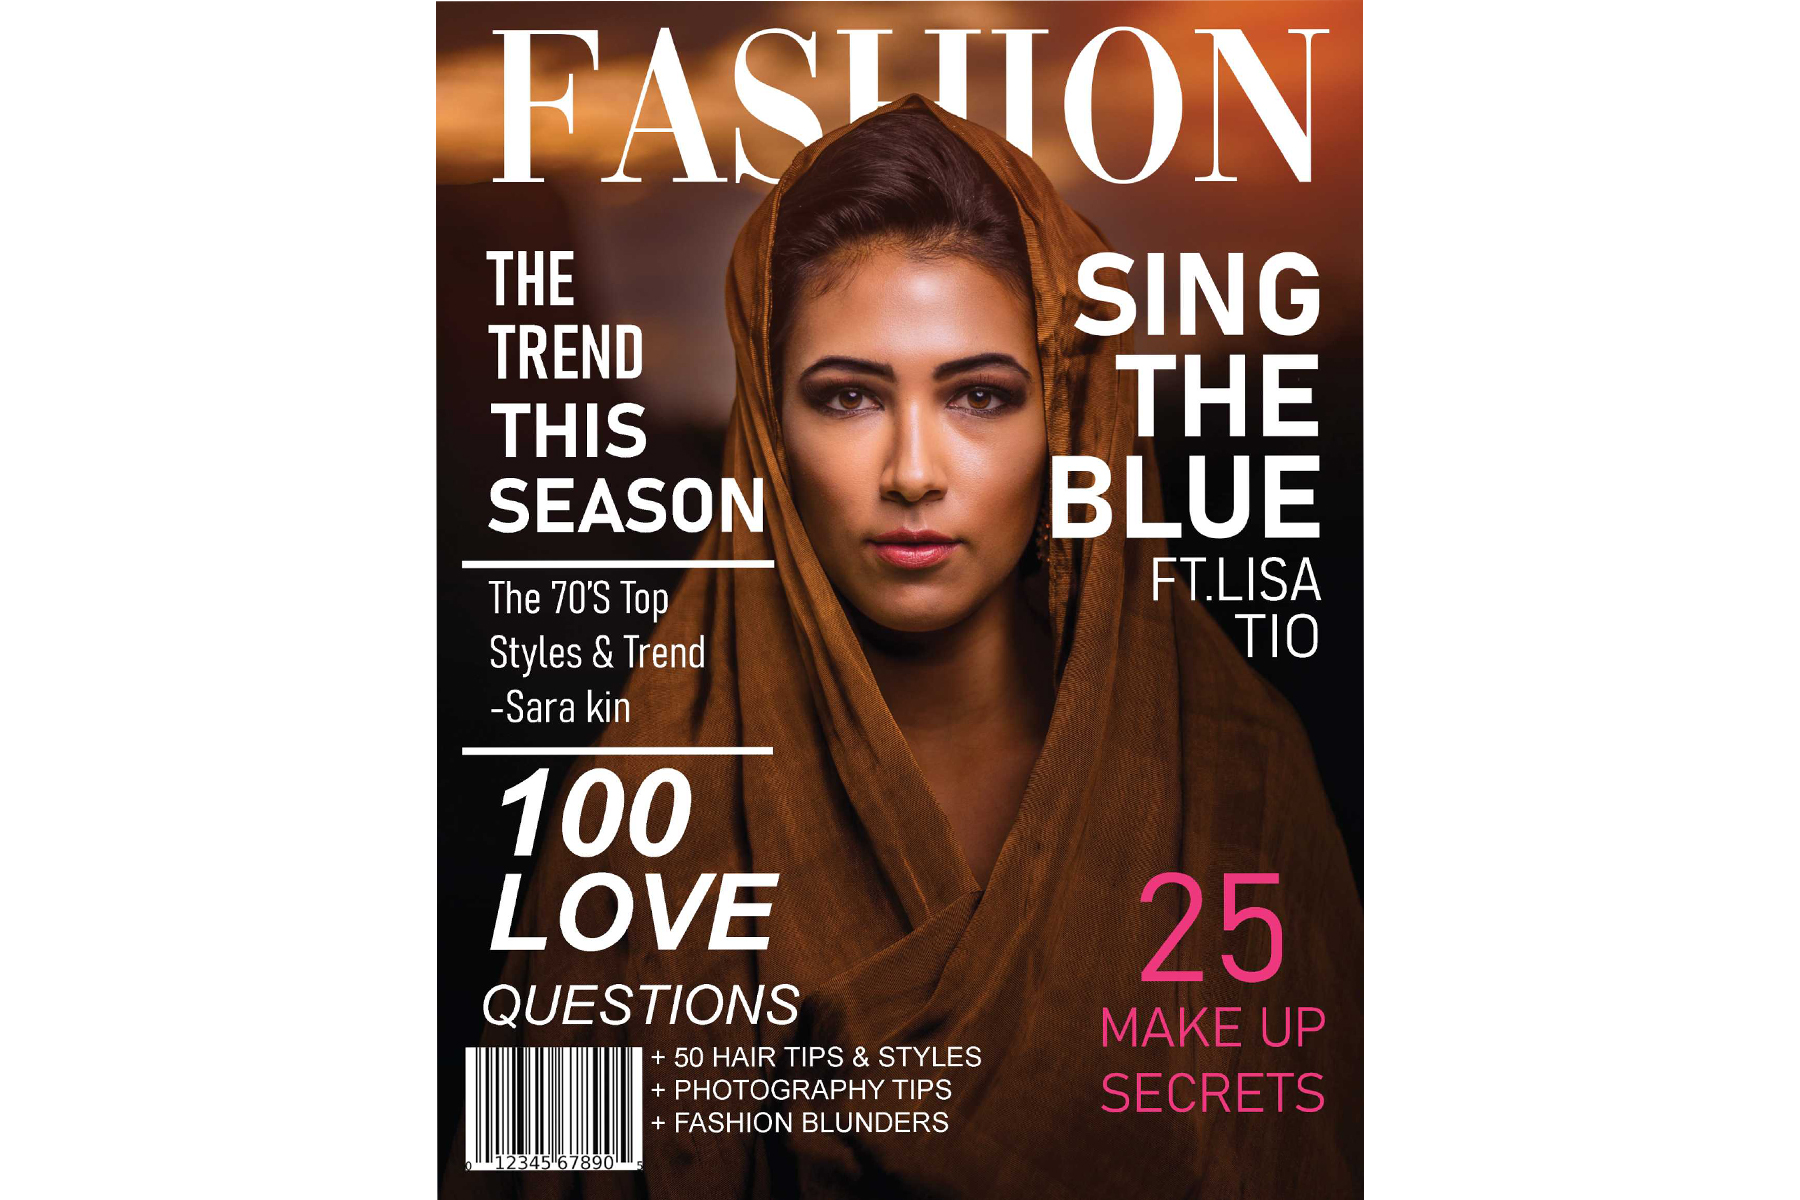 FASHION
THE
TREND
THIS
SEASON
The 70'S Top
Styles & Trend
-Sara kin
100
LOVE
QUESTIONS
+ 50 HAIR TIPS & STYLES
+ PHOTOGRAPHY TIPS
+ FASHION BLUNDERS
0 12345 67890 5
SING
THE
BLUE
FT.LISA
TIO
25
MAKE UP
SECRETS